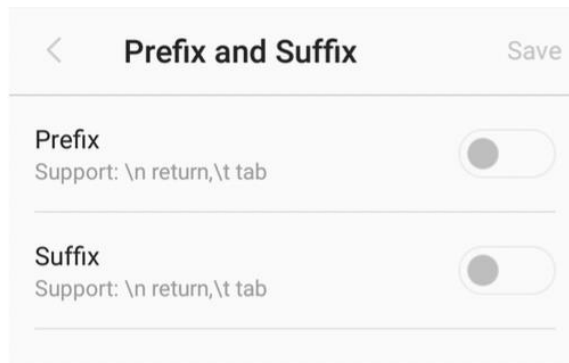 Prefix and Suffix Save
Prefix
Support: \n return,\t tab
Suffix
Support: \n return,\t tab